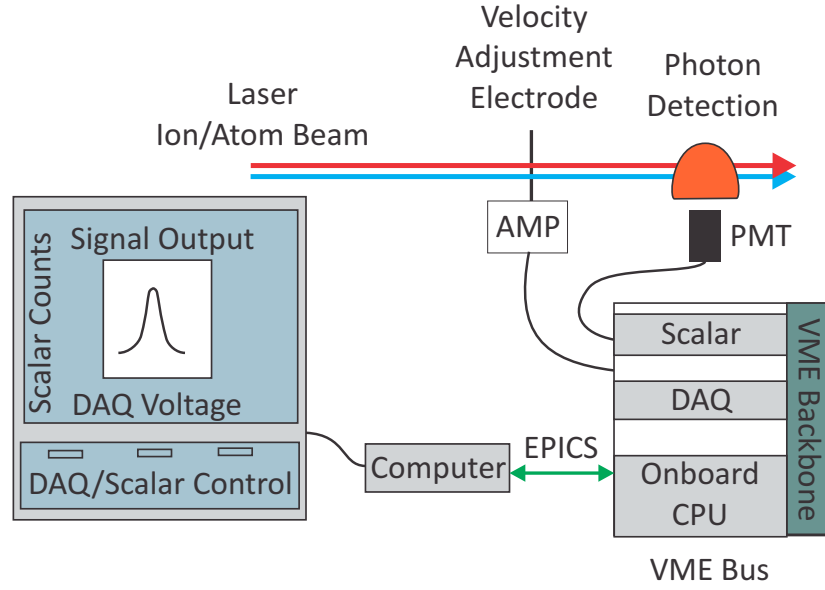 Velocity
Adjustment
Electrode
Photon
Detection
Laser
Ion/Atom Beam
AMP
PMT
Signal Output
Scalar Counts
DAQ Voltage
DAQ/Scalar Control
Computer
EPICS
Scalar
DAQ
Onboard
CPU
VME Backbone
VME Bus